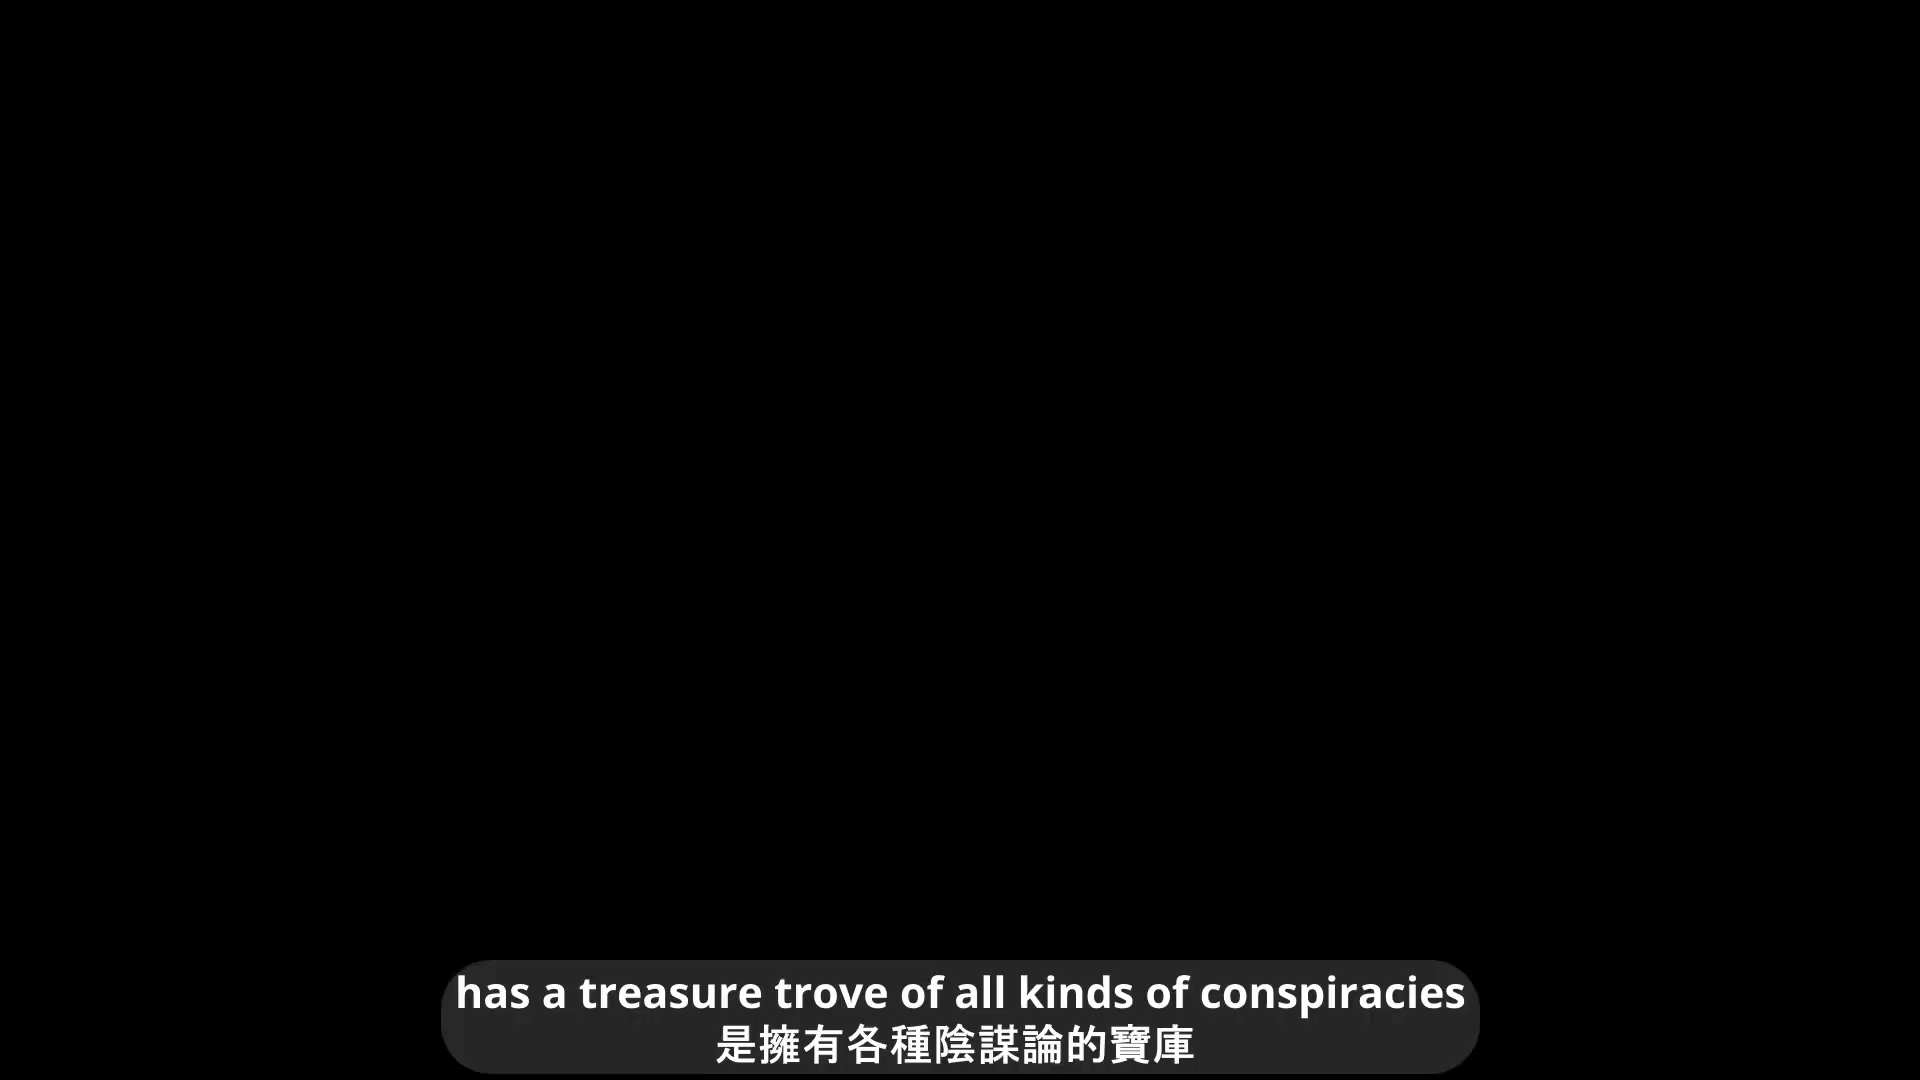 has a treasure trove of all kinds of conspiracies
是擁有各種陰謀論的寶庫